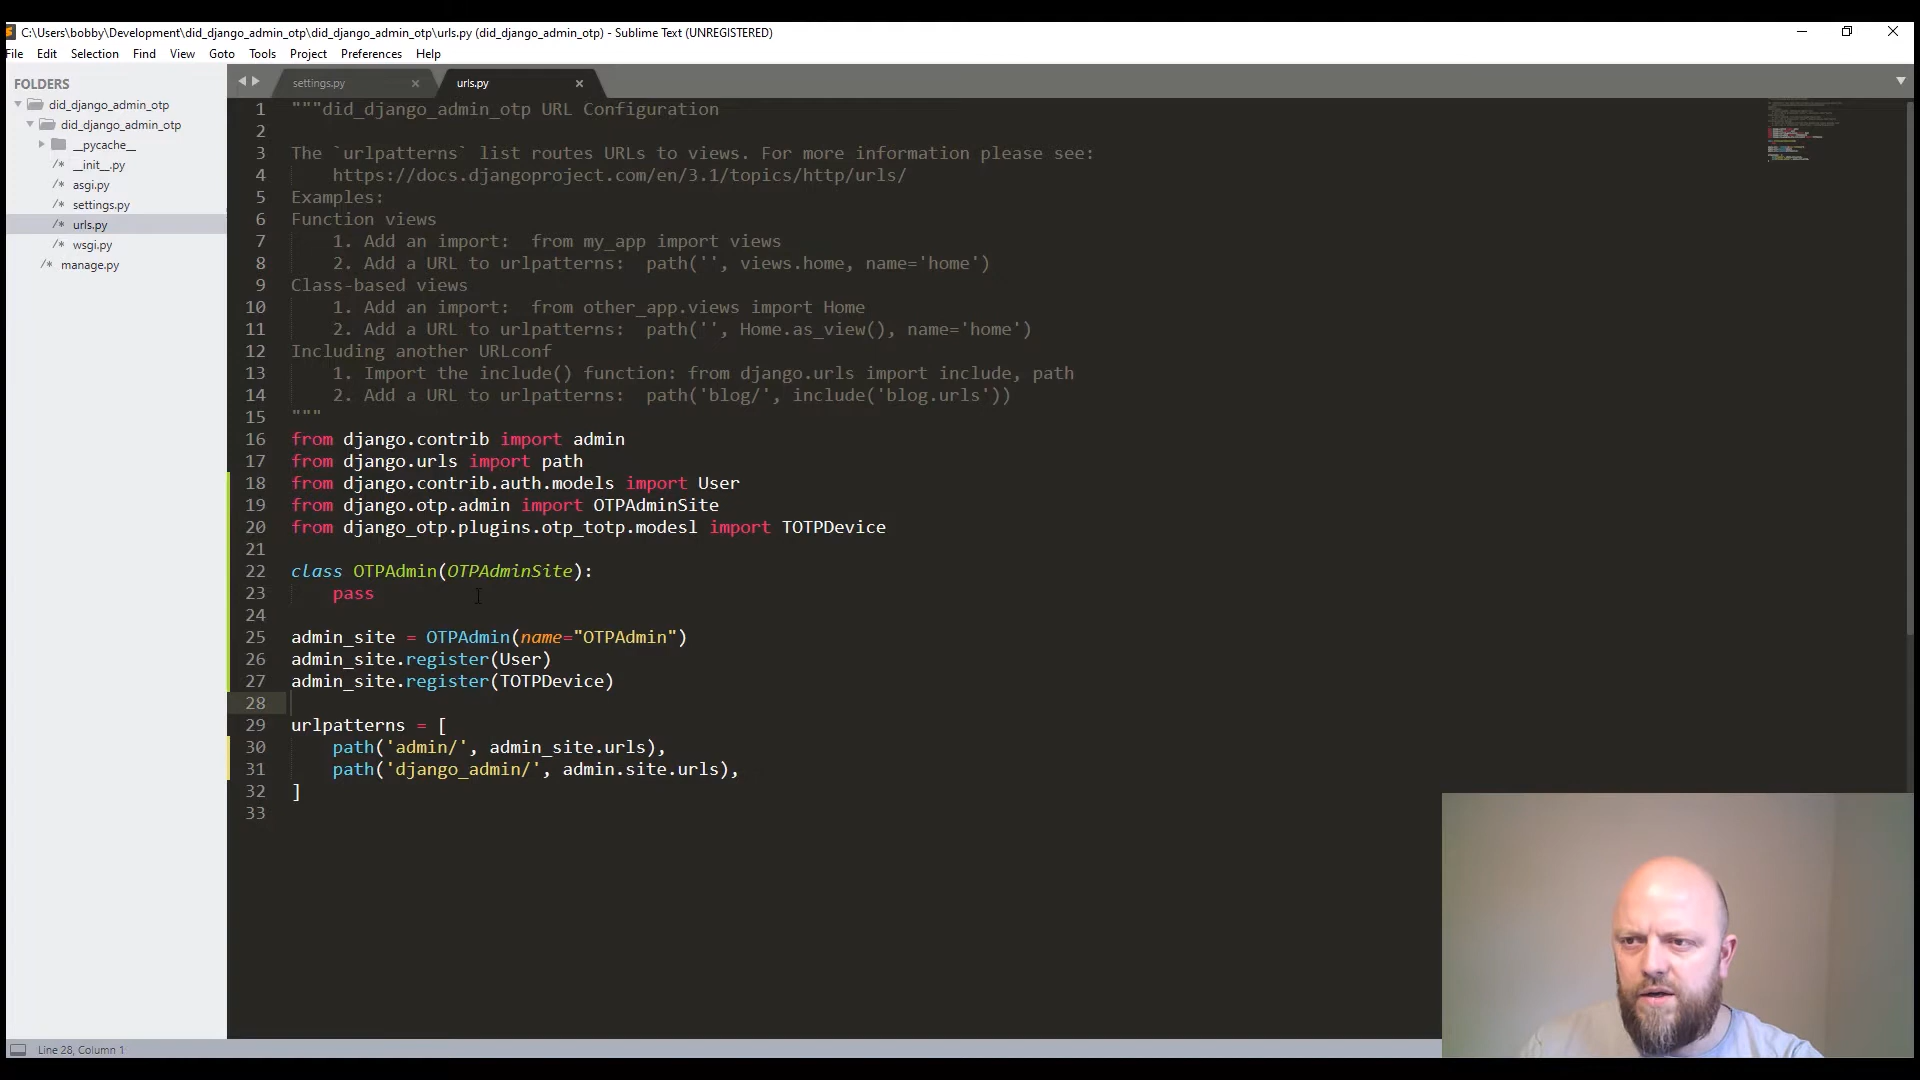 C:\Users\bobby\Development\did_django_admin_otp\did_django_admin_otp\urls.py (did_django_admin_otp) - Sublime Text (UNREGISTERED)
File Edit Selection Find View Goto Tools Project Preferences Help
FOLDERS
did_django_admin_otp
did_django_admin_otp
__pycache__
/* __init__.py
/* asgi.py
/* settings.py
/* urls.py
/* wsgi.py
/* manage.py
settings.py × urls.py ×
1 """did_django_admin_otp URL Configuration
2
3 The `urlpatterns` list routes URLs to views. For more information please see:
4     https://docs.djangoproject.com/en/3.1/topics/http/urls/
5 Examples:
6 Function views
7     1. Add an import:  from my_app import views
8     2. Add a URL to urlpatterns:  path('', views.home, name='home')
9 Class-based views
10     1. Add an import:  from other_app.views import Home
11     2. Add a URL to urlpatterns:  path('', Home.as_view(), name='home')
12 Including another URLconf
13     1. Import the include() function: from django.urls import include, path
14     2. Add a URL to urlpatterns:  path('blog/', include('blog.urls'))
15 """
16 from django.contrib import admin
17 from django.urls import path
18 from django.contrib.auth.models import User
19 from django.otp.admin import OTPAdminSite
20 from django_otp.plugins.otp_totp.modesl import TOTPDevice
21
22 class OTPAdmin(OTPAdminSite):
23     pass
24
25 admin_site = OTPAdmin(name="OTPAdmin")
26 admin_site.register(User)
27 admin_site.register(TOTPDevice)
28
29 urlpatterns = [
30     path('admin/', admin_site.urls),
31     path('django_admin/', admin.site.urls),
32 ]
33
Line 28, Column 1